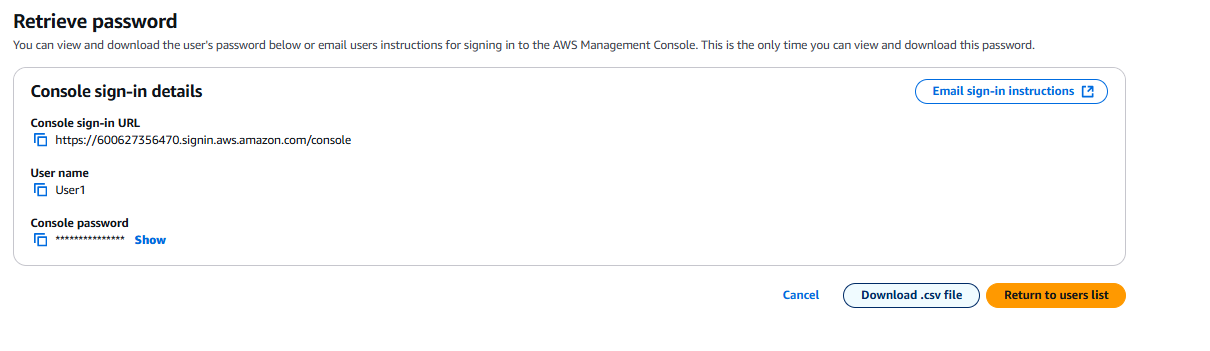 Retrieve password
You can view and download the user's password below or email users instructions for signing in to the AWS Management Console. This is the only time you can view and download this password.
Console sign-in details
Email sign-in instructions
Console sign-in URL
https://600627356470.signin.aws.amazon.com/console
User name
User1
Console password
*************** Show
Cancel
Download .csv file
Return to users list